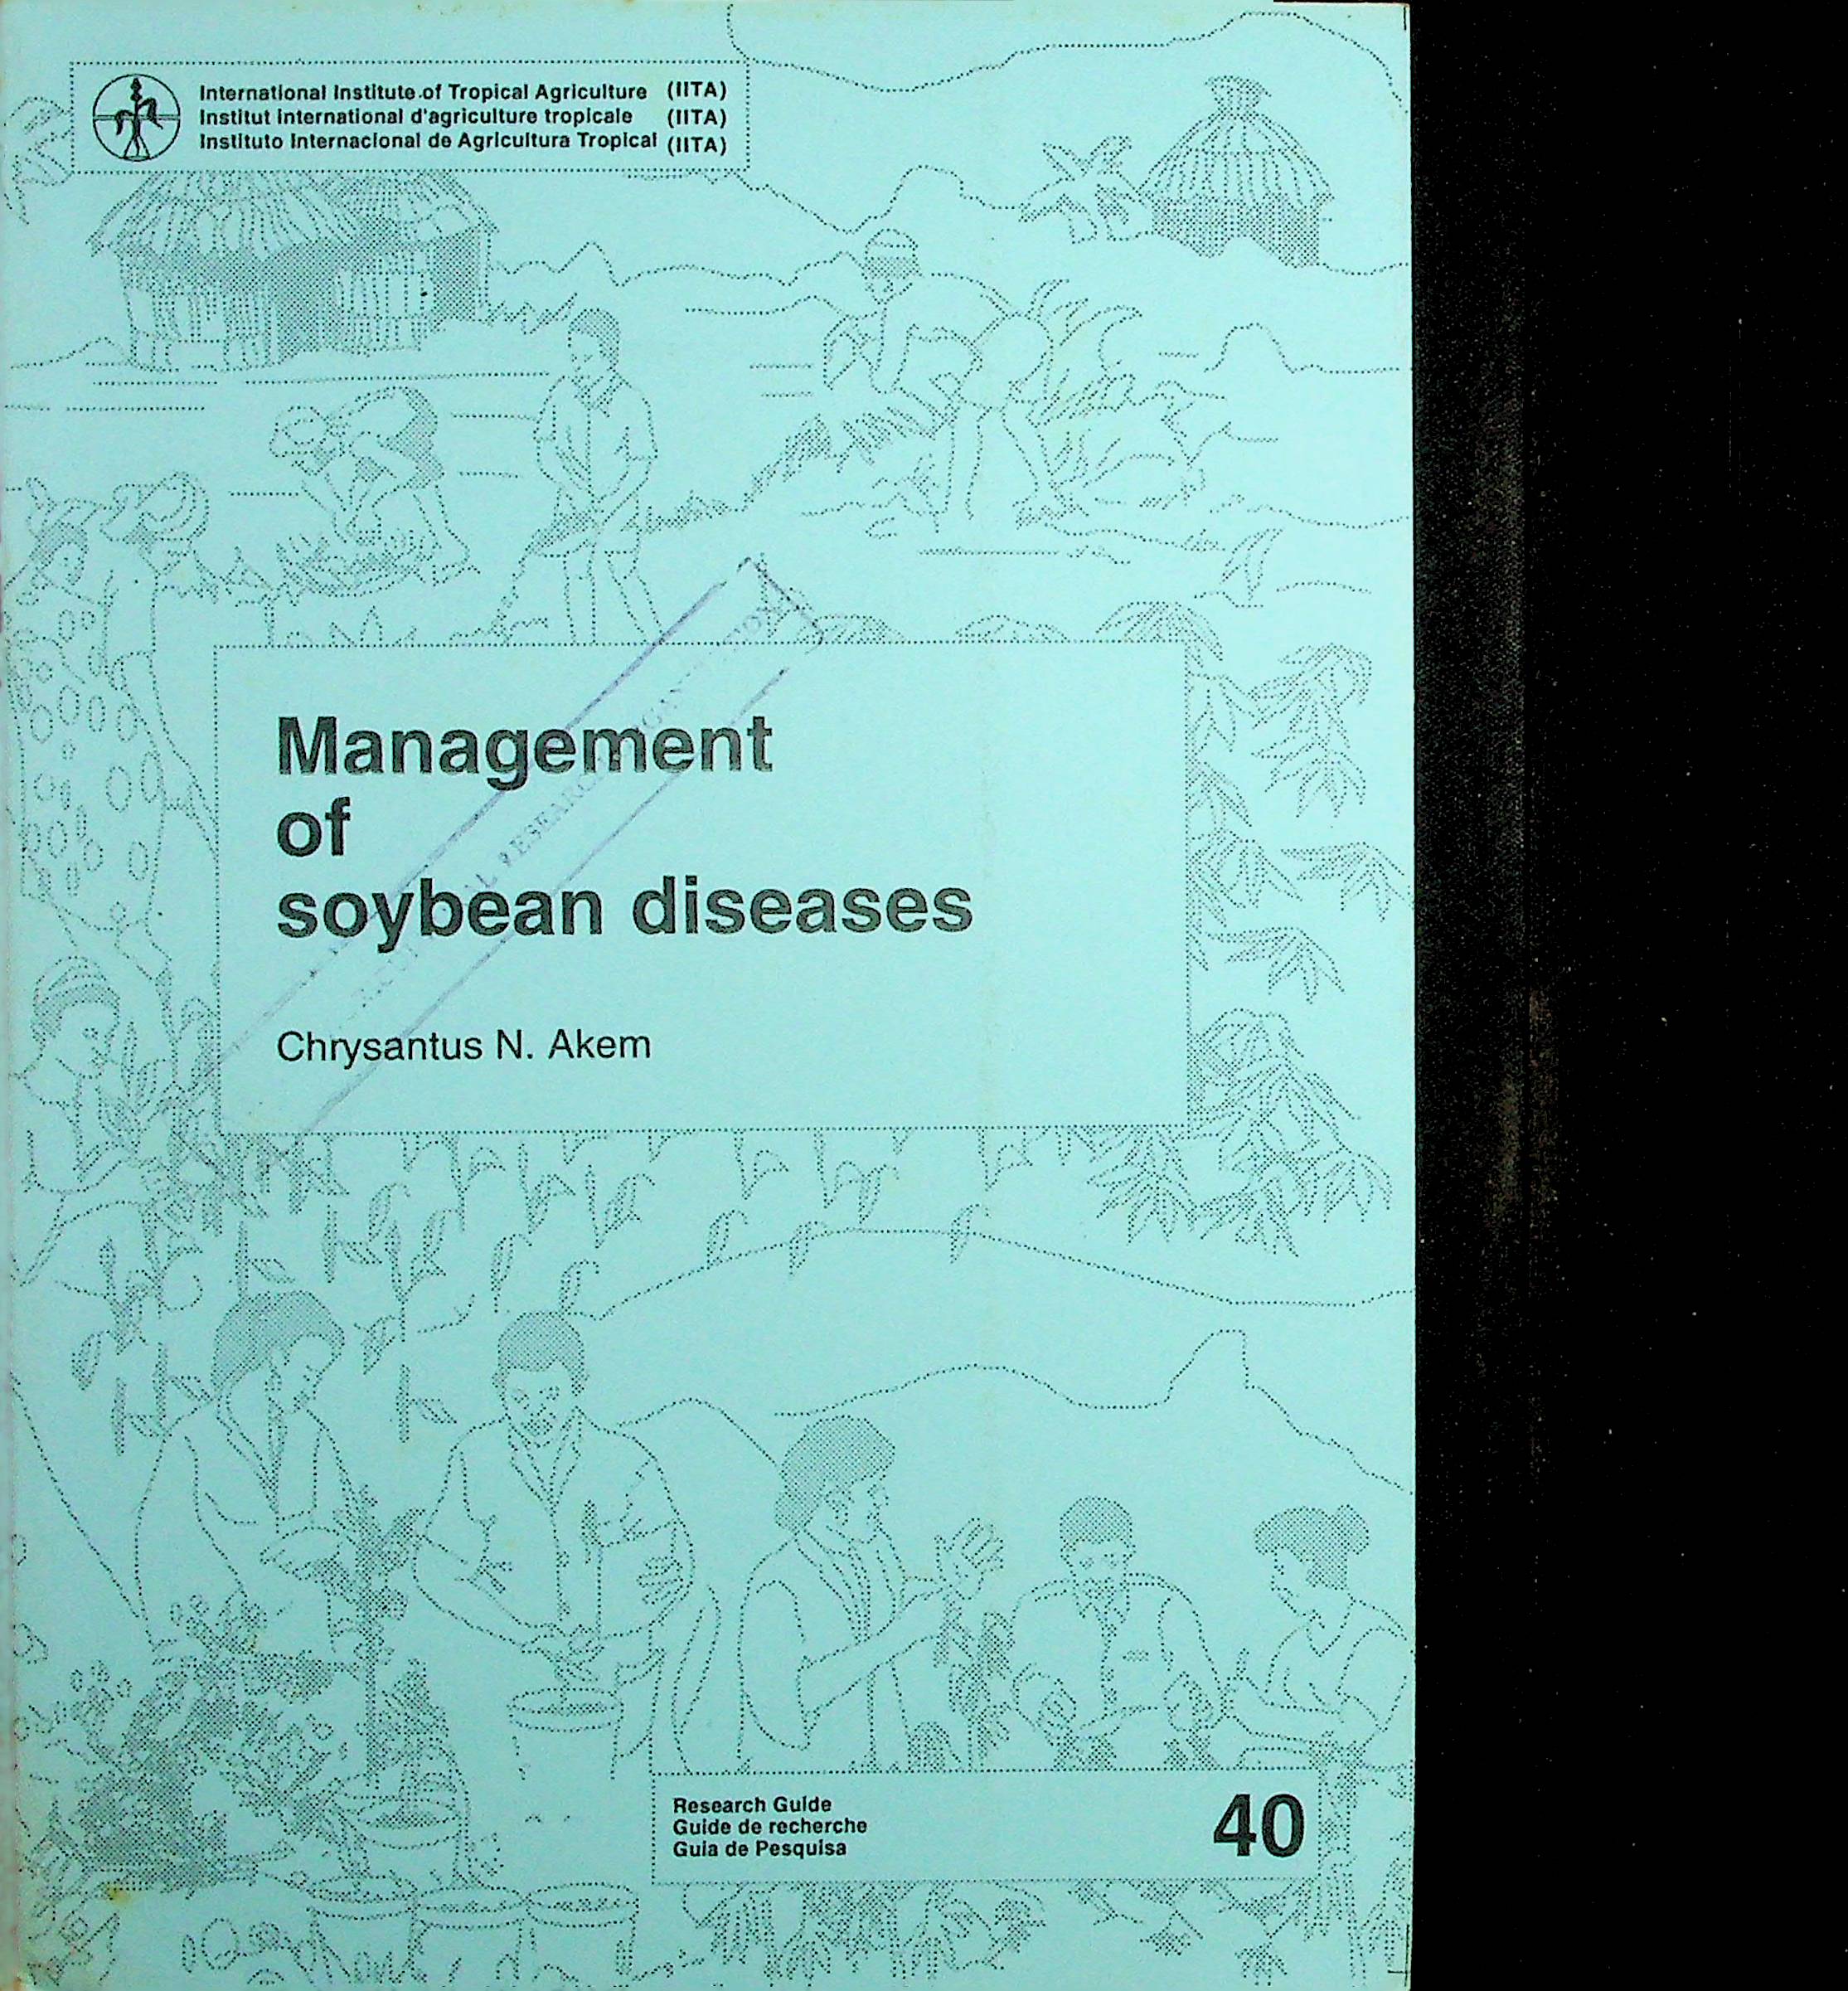 International Institute of Tropical Agriculture (IITA)
Institut international d'agriculture tropicale (IITA)
Instituto Internacional de Agricultura Tropical (IITA)
Management
of
soybean diseases
RESEARCH
Chrysantus N. Akem
Research Guide
Guide de recherche
Guia de Pesquisa
40